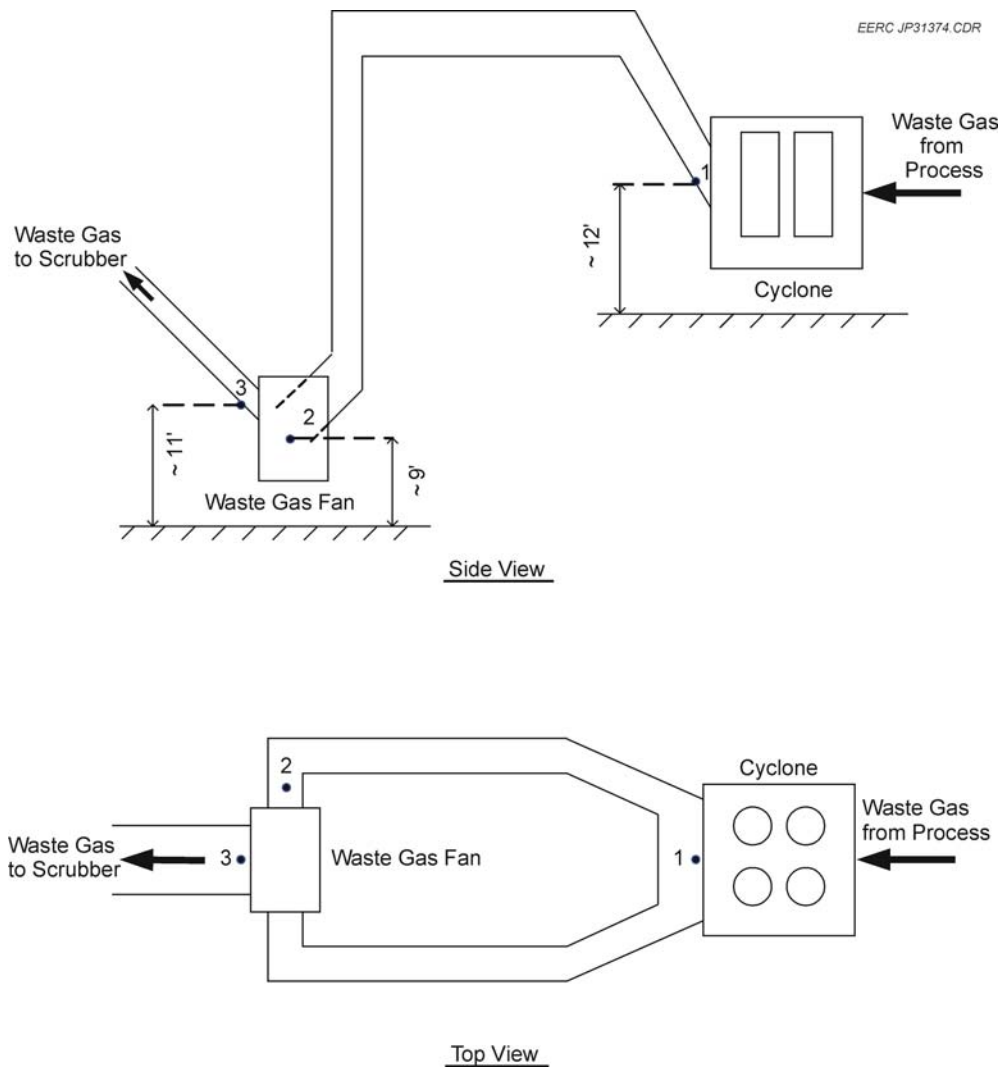 EERC JP31374.CDR
Waste Gas
from
Process
1
~ 12'
Cyclone
Waste Gas
to Scrubber
3
2
~ 11'
~ 9'
Waste Gas Fan
Side View
2
Cyclone
Waste Gas
from Process
Waste Gas
to Scrubber
3
Waste Gas Fan
1
Top View